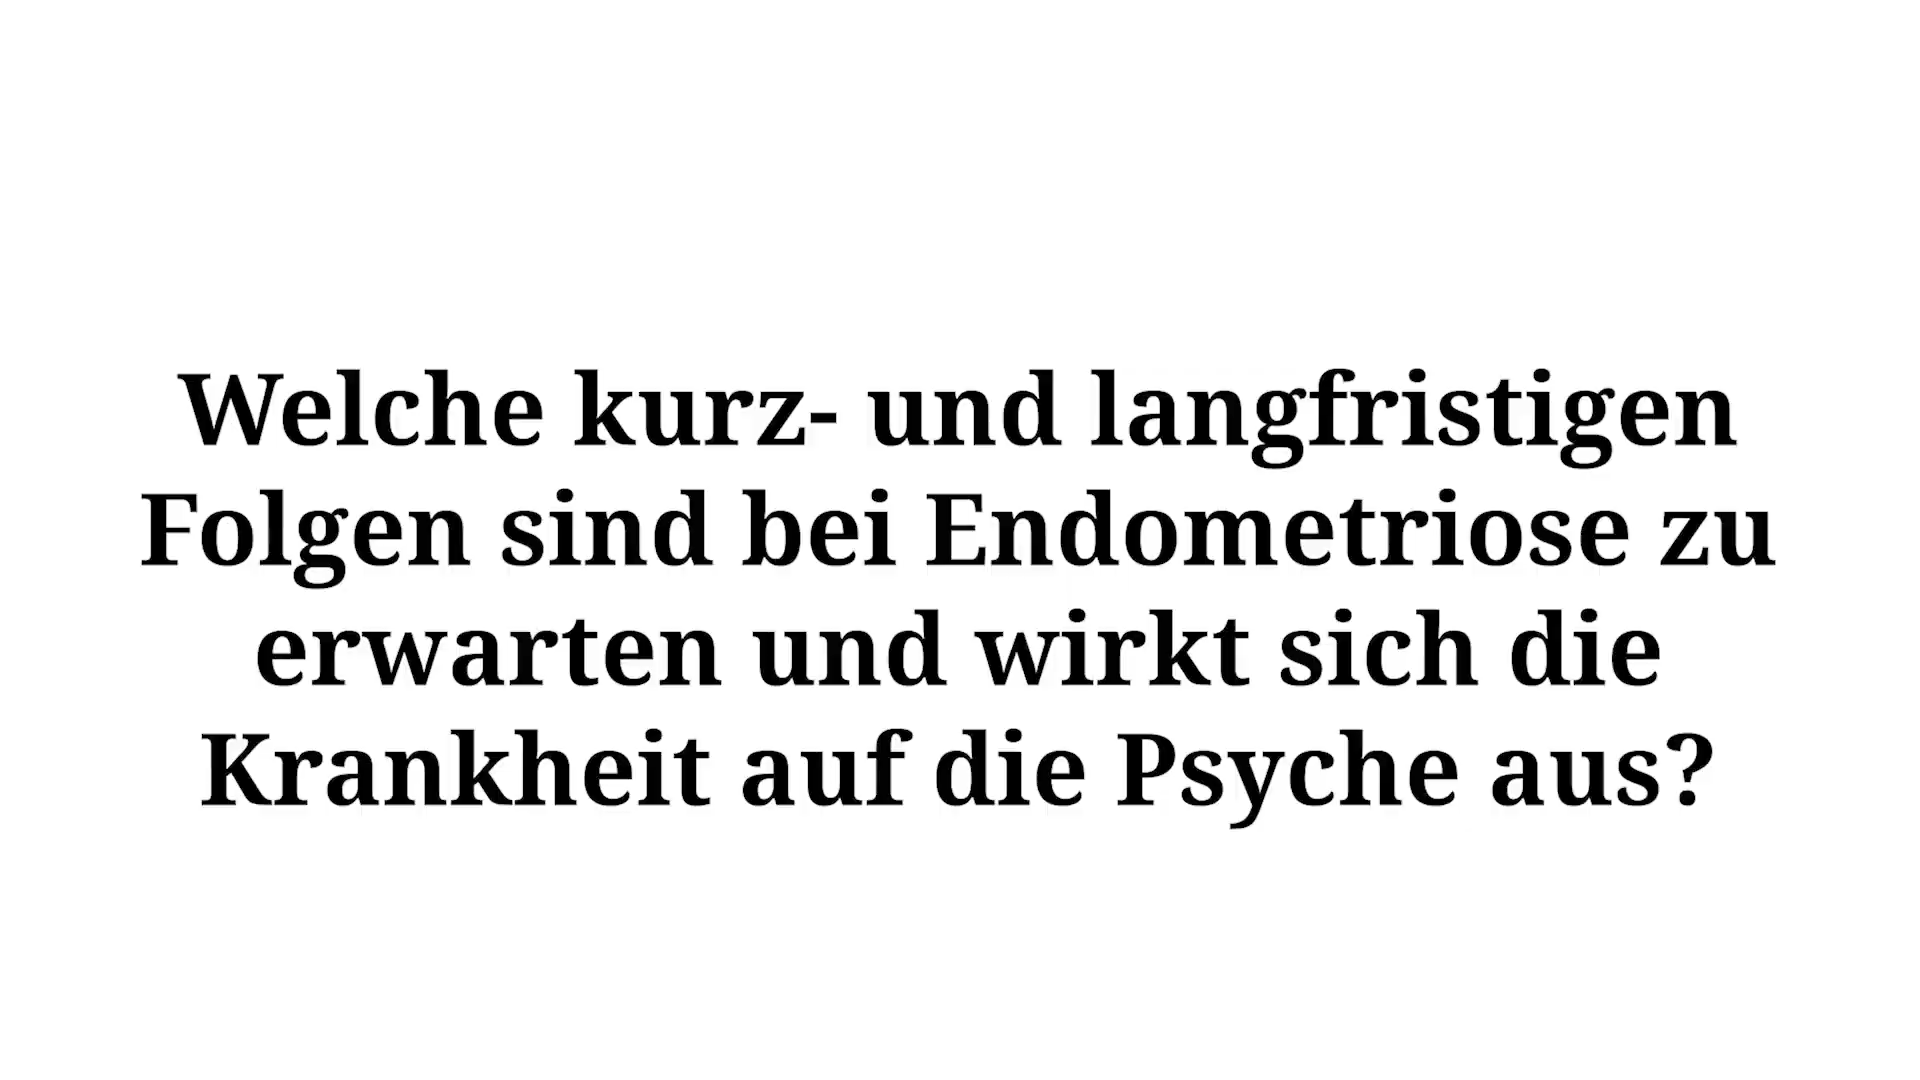 Welche kurz- und langfristigen
Folgen sind bei Endometriose zu
erwarten und wirkt sich die
Krankheit auf die Psyche aus?